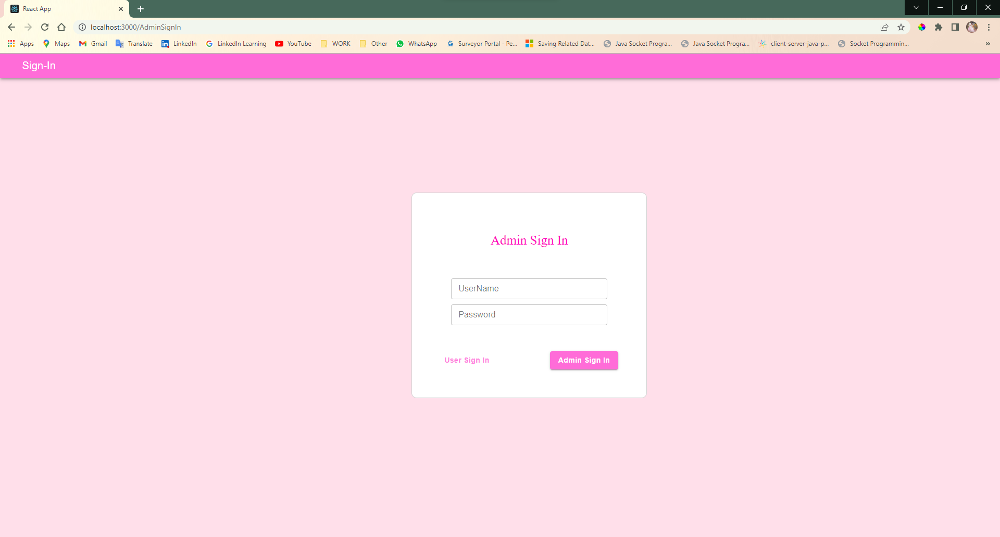 React App
localhost:3000/AdminSignIn
Apps Maps Gmail Translate LinkedIn LinkedIn Learning YouTube WORK Other WhatsApp Surveyor Portal - Pe... Saving Related Dat... Java Socket Progra... Java Socket Progra... client-server-java-p... Socket Programmin... »
Sign-In
Admin Sign In
UserName
Password
User Sign In Admin Sign In